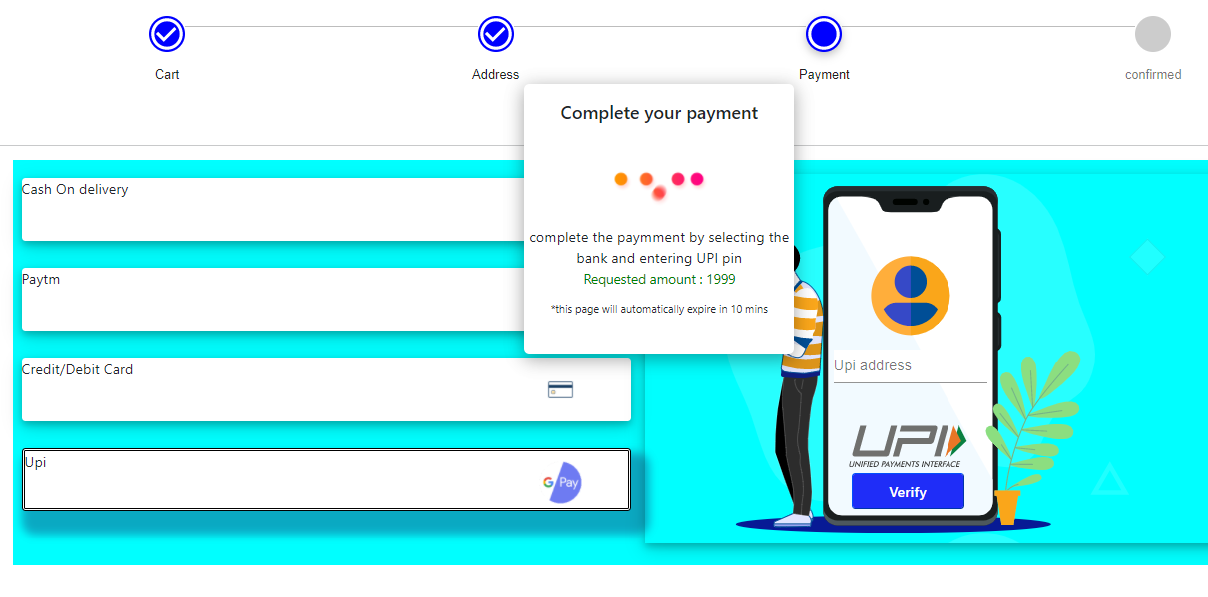 Cart
Address
Payment
confirmed
Complete your payment
complete the paymment by selecting the
bank and entering UPI pin
Requested amount : 1999
*this page will automatically expire in 10 mins
Cash On delivery
Paytm
Credit/Debit Card
Upi
G Pay
Upi address
UPI
UNIFIED PAYMENTS INTERFACE
Verify